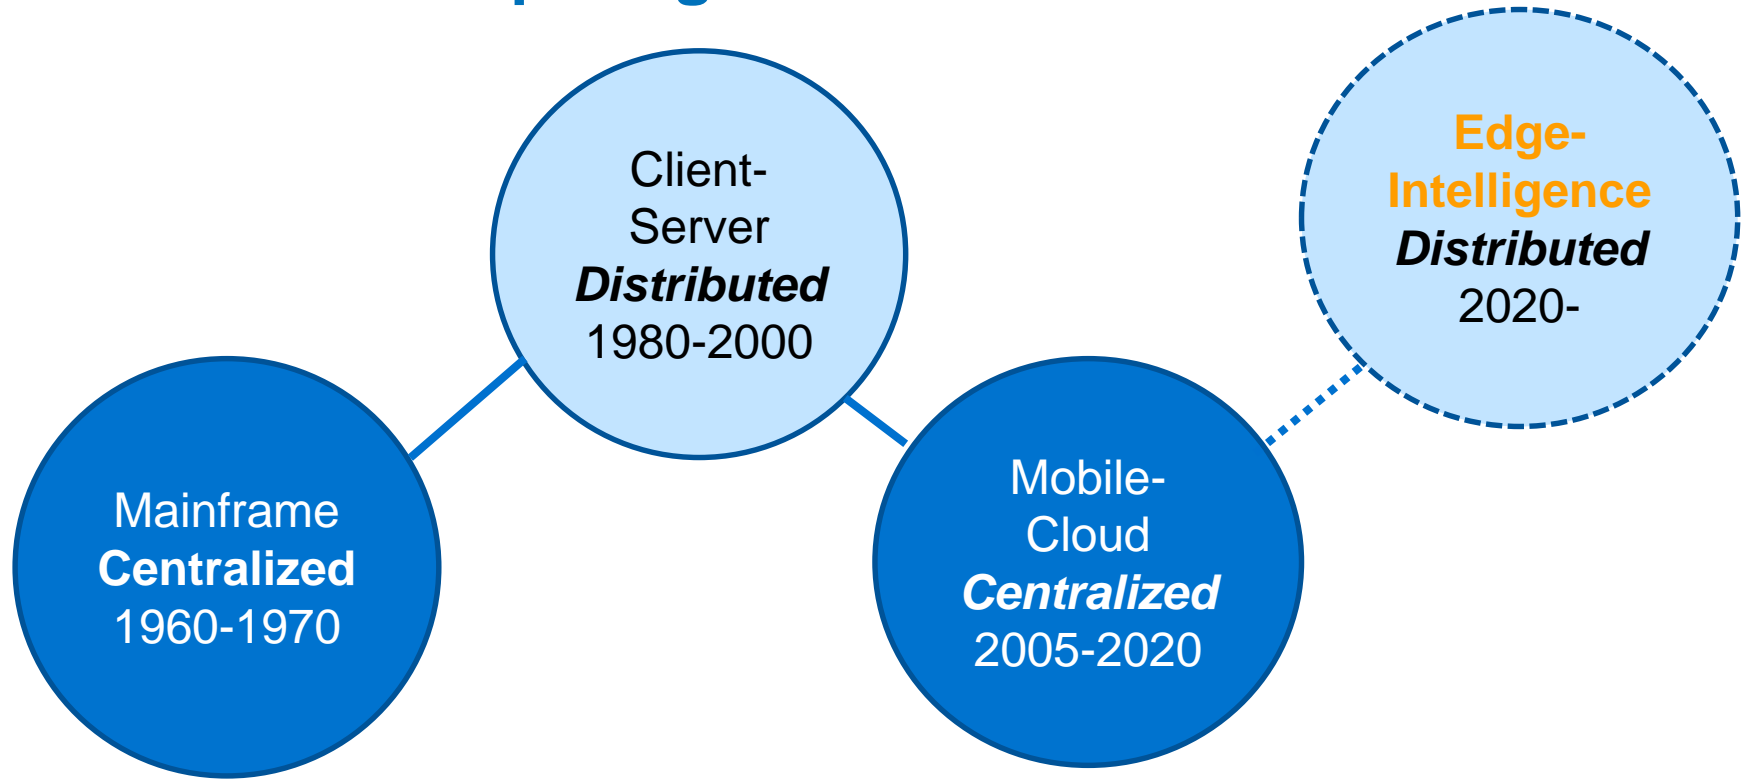 Mainframe
Centralized
1960-1970
Client-
Server
Distributed
1980-2000
Mobile-
Cloud
Centralized
2005-2020
Edge-
Intelligence
Distributed
2020-